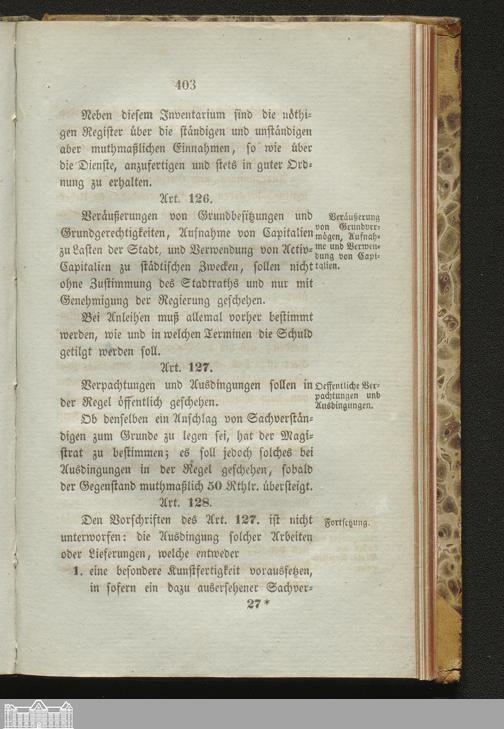 403
Neben diesem Inventarium sind die nöthi-
gen Register über die ständigen und unständigen
aber muthmaßlichen Einnahmen, so wie über
die Dienste, anzufertigen und stets in guter Ord-
nung zu erhalten.
Art. 126.
Veräußerungen von Grundbesitzungen und
Grundgerechtigkeiten, Aufnahme von Capitalien
zu Lasten der Stadt, und Verwendung von Activ-
Capitalien zu städtischen Zwecken, sollen nicht
ohne Zustimmung des Stadtraths und nur mit
Genehmigung der Regierung geschehen.
Veräußerung
von Grundver-
mögen, Aufnah-
me und Verwen-
dung von Capi-
talien.
Bei Anleihen muß allemal vorher bestimmt
werden, wie und in welchen Terminen die Schuld
getilgt werden soll.
Art. 127.
Verpachtungen und Ausdingungen sollen in
der Regel öffentlich geschehen.
Oeffentliche Ver-
pachtungen und
Ausdingungen.
Ob denselben ein Anschlag von Sachverstän-
digen zum Grunde zu legen sei, hat der Magi-
strat zu bestimmen; es soll jedoch solches bei
Ausdingungen in der Regel geschehen, sobald
der Gegenstand muthmaßlich 50 Rthlr. übersteigt.
Art. 128.
Den Vorschriften des Art. 127. ist nicht
unterworfen: die Ausdingung solcher Arbeiten
oder Lieferungen, welche entweder
Fortsetzung.
1. eine besondere Kunstfertigkeit voraussetzen,
in sofern ein dazu ausersehener Sachver-
27*